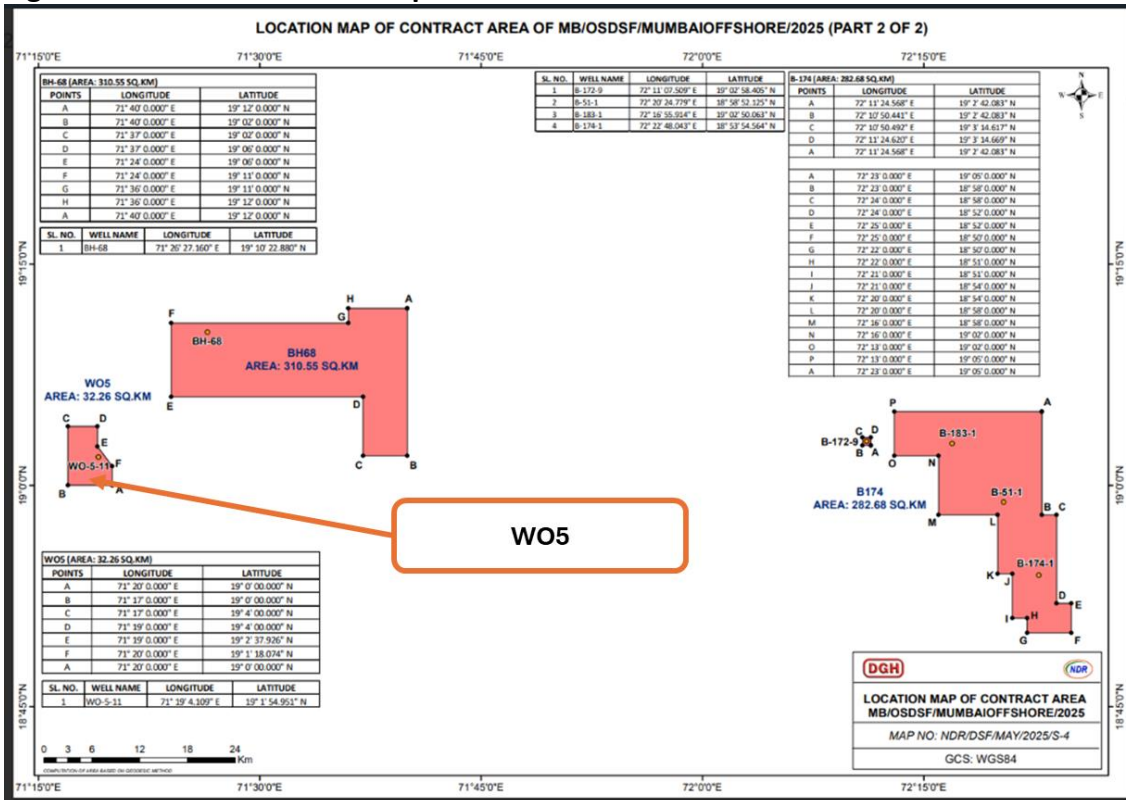 LOCATION MAP OF CONTRACT AREA OF MB/OSDSF/MUMBAIOFFSHORE/2025 (PART 2 OF 2)
71°15'0"E 71°30'0"E 71°45'0"E 72°0'0"E 72°15'0"E
BH-68 (AREA: 310.55 SQ.KM)
POINTS LONGITUDE LATITUDE
A 71° 40' 0.000" E 19° 12' 0.000" N
B 71° 40' 0.000" E 19° 02' 0.000" N
C 71° 37' 0.000" E 19° 02' 0.000" N
D 71° 37' 0.000" E 19° 06' 0.000" N
E 71° 24' 0.000" E 19° 06' 0.000" N
F 71° 24' 0.000" E 19° 11' 0.000" N
G 71° 36' 0.000" E 19° 11' 0.000" N
H 71° 36' 0.000" E 19° 12' 0.000" N
A 71° 40' 0.000" E 19° 12' 0.000" N
SL. NO. WELL NAME LONGITUDE LATITUDE
1 BH-68 71° 26' 27.160" E 19° 10' 22.880" N
SL. NO. WELL NAME LONGITUDE LATITUDE
1 B-172-9 72° 11' 07.509" E 19° 02' 58.405" N
2 B-51-1 72° 20' 24.779" E 18° 58' 52.125" N
3 B-183-1 72° 16' 55.914" E 19° 02' 50.063" N
4 B-174-1 72° 22' 48.043" E 18° 53' 54.564" N
B-174 (AREA: 282.68 SQ.KM)
POINTS LONGITUDE LATITUDE
A 72° 11' 24.568" E 19° 2' 42.083" N
B 72° 10' 50.441" E 19° 2' 42.083" N
C 72° 10' 50.492" E 19° 3' 14.617" N
D 72° 11' 24.620" E 19° 3' 14.669" N
A 72° 11' 24.568" E 19° 2' 42.083" N
A 72° 23' 0.000" E 19° 05' 0.000" N
B 72° 23' 0.000" E 18° 58' 0.000" N
C 72° 24' 0.000" E 18° 58' 0.000" N
D 72° 24' 0.000" E 18° 52' 0.000" N
E 72° 25' 0.000" E 18° 52' 0.000" N
F 72° 25' 0.000" E 18° 50' 0.000" N
G 72° 22' 0.000" E 18° 50' 0.000" N
H 72° 22' 0.000" E 18° 51' 0.000" N
I 72° 21' 0.000" E 18° 51' 0.000" N
J 72° 21' 0.000" E 18° 54' 0.000" N
K 72° 20' 0.000" E 18° 54' 0.000" N
L 72° 20' 0.000" E 18° 58' 0.000" N
M 72° 16' 0.000" E 18° 58' 0.000" N
N 72° 16' 0.000" E 19° 02' 0.000" N
O 72° 13' 0.000" E 19° 02' 0.000" N
P 72° 13' 0.000" E 19° 05' 0.000" N
A 72° 23' 0.000" E 19° 05' 0.000" N
N
W E
S
19°15'0"N 19°15'0"N
H A
F G
BH-68
BH68
AREA: 310.55 SQ.KM
E D
C B
WO5
AREA: 32.26 SQ.KM
C D
E
WO-5-11 F
B A
19°0'0"N 19°0'0"N
WO5
P A
C D
B-172-9
B A
B-183-1
O N
B174
AREA: 282.68 SQ.KM
B-51-1
M L B C
B-174-1
K J
D E
I H
G F
WO5 (AREA: 32.26 SQ.KM)
POINTS LONGITUDE LATITUDE
A 71° 20' 0.000" E 19° 0' 00.000" N
B 71° 17' 0.000" E 19° 0' 00.000" N
C 71° 17' 0.000" E 19° 4' 00.000" N
D 71° 19' 0.000" E 19° 4' 00.000" N
E 71° 19' 0.000" E 19° 2' 37.926" N
F 71° 20' 0.000" E 19° 1' 18.074" N
A 71° 20' 0.000" E 19° 0' 00.000" N
SL. NO. WELL NAME LONGITUDE LATITUDE
1 WO-5-11 71° 19' 4.109" E 19° 1' 54.951" N
18°45'0"N 18°45'0"N
0 3 6 12 18 24
Km
COMPUTATION OF AREA BASED ON GEODESIC METHOD
DGH NDR
LOCATION MAP OF CONTRACT AREA
MB/OSDSF/MUMBAIOFFSHORE/2025
MAP NO: NDR/DSF/MAY/2025/S-4
GCS: WGS84
71°15'0"E 71°30'0"E 71°45'0"E 72°0'0"E 72°15'0"E